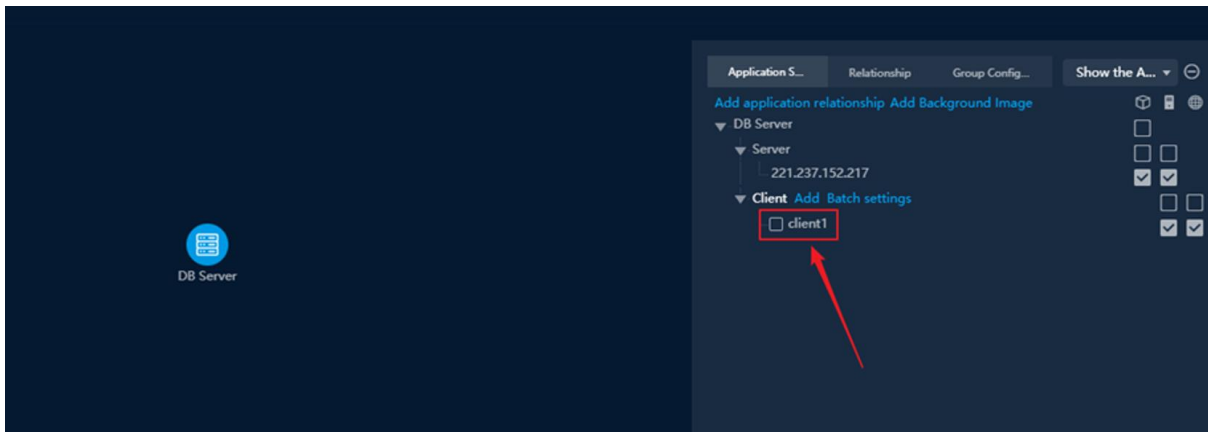 Application S... Relationship Group Config... Show the A...
Add application relationship Add Background Image
DB Server
Server
221.237.152.217
Client Add Batch settings
client1
DB Server